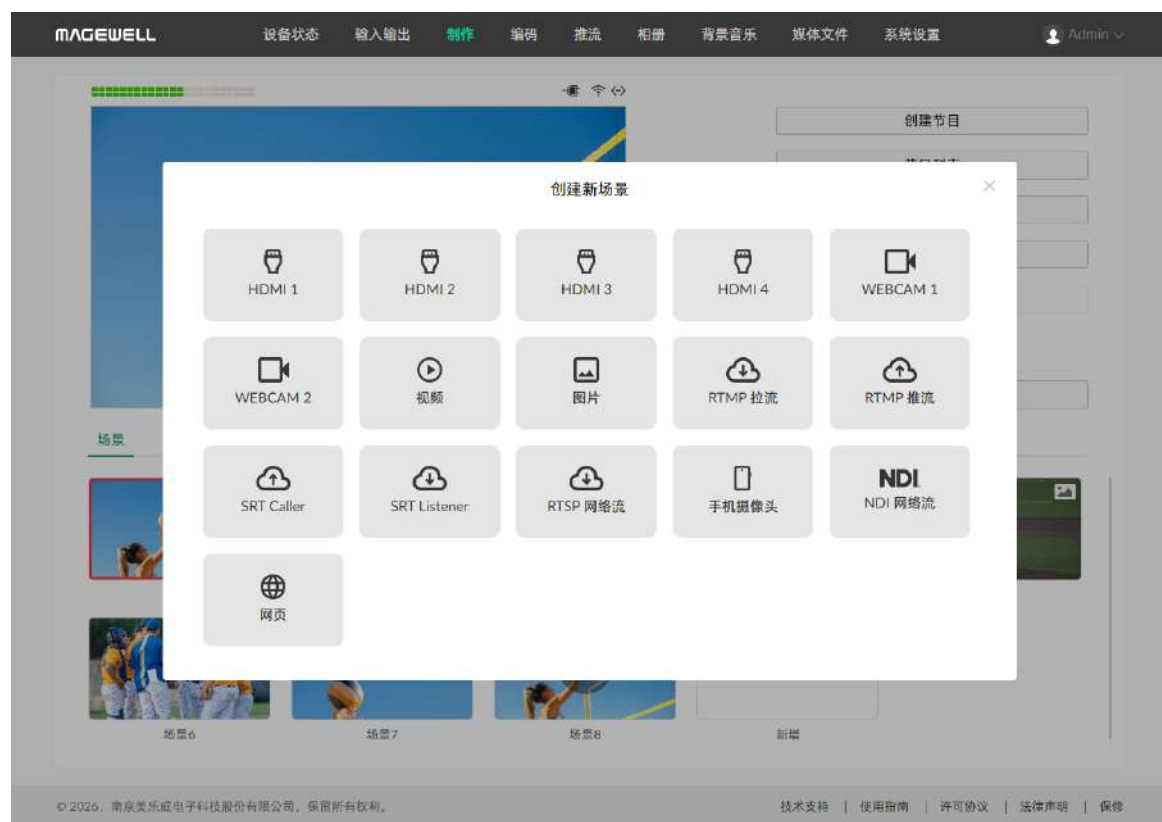 MAGEWELL 设备状态 输入输出 制作 编码 推流 相册 背景音乐 媒体文件 系统设置 Admin
创建节目
创建新场景
HDMI 1 HDMI 2 HDMI 3 HDMI 4 WEBCAM 1
WEBCAM 2 视频 图片 RTMP 拉流 RTMP 推流
场景
NDI
SRT Caller SRT Listener RTSP 网络流 手机摄像头 NDI 网络流
网页
场景6 场景7 场景8 新增
© 2026, 南京美乐威电子科技股份有限公司, 保留所有权利。 技术支持 | 使用指南 | 许可协议 | 法律声明 | 保修